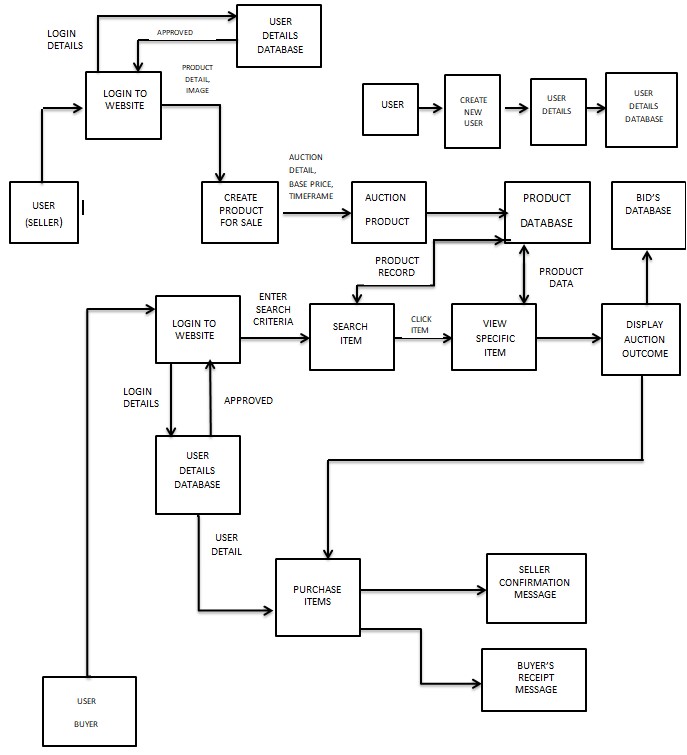 USER
DETAILS
DATABASE
LOGIN
DETAILS
APPROVED
PRODUCT
DETAIL,
IMAGE
LOGIN TO
WEBSITE
USER
CREATE
NEW
USER
USER
DETAILS
USER
DETAILS
DATABASE
USER
(SELLER)
CREATE
PRODUCT
FOR SALE
AUCTION
DETAIL,
BASE PRICE,
TIMEFRAME
AUCTION
PRODUCT
PRODUCT
DATABASE
BID'S
DATABASE
PRODUCT
RECORD
PRODUCT
DATA
LOGIN TO
WEBSITE
ENTER
SEARCH
CRITERIA
SEARCH
ITEM
CLICK
ITEM
VIEW
SPECIFIC
ITEM
DISPLAY
AUCTION
OUTCOME
LOGIN
DETAILS
APPROVED
USER
DETAILS
DATABASE
USER
DETAIL
PURCHASE
ITEMS
SELLER
CONFIRMATION
MESSAGE
BUYER'S
RECEIPT
MESSAGE
USER
BUYER